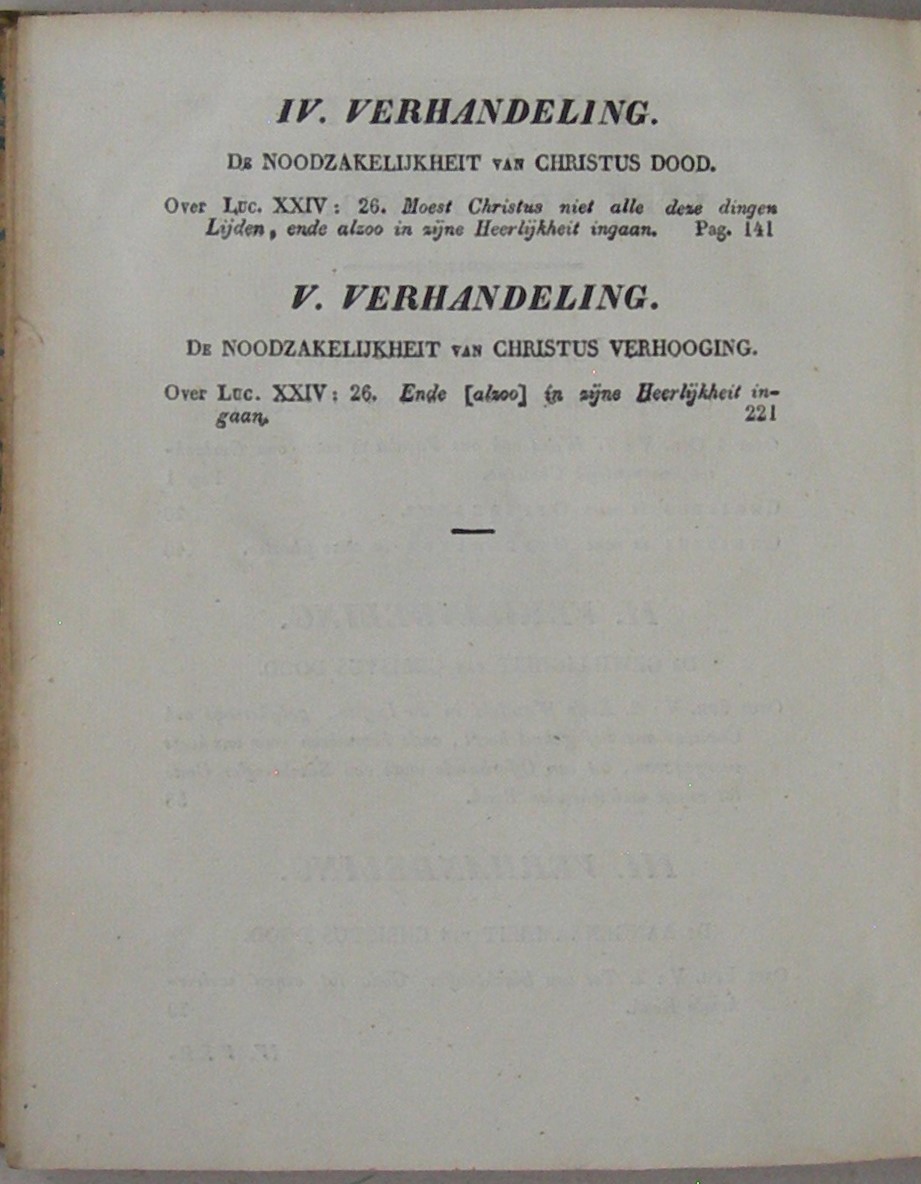 IV. VERHANDELING.
DE NOODZAKELIJKHEIT VAN CHRISTUS DOOD.
Over LUC. XXIV: 26. Moest Christus niet alle deze dingen
Lijden, ende alzoo in zijne Heerlijkheit ingaan. Pag. 141
V. VERHANDELING.
DE NOODZAKELIJKHEIT VAN CHRISTUS VERHOOGING.
Over LUC. XXIV: 26. Ende [alzoo] in zijne Heerlijkheit in-
gaan. 221